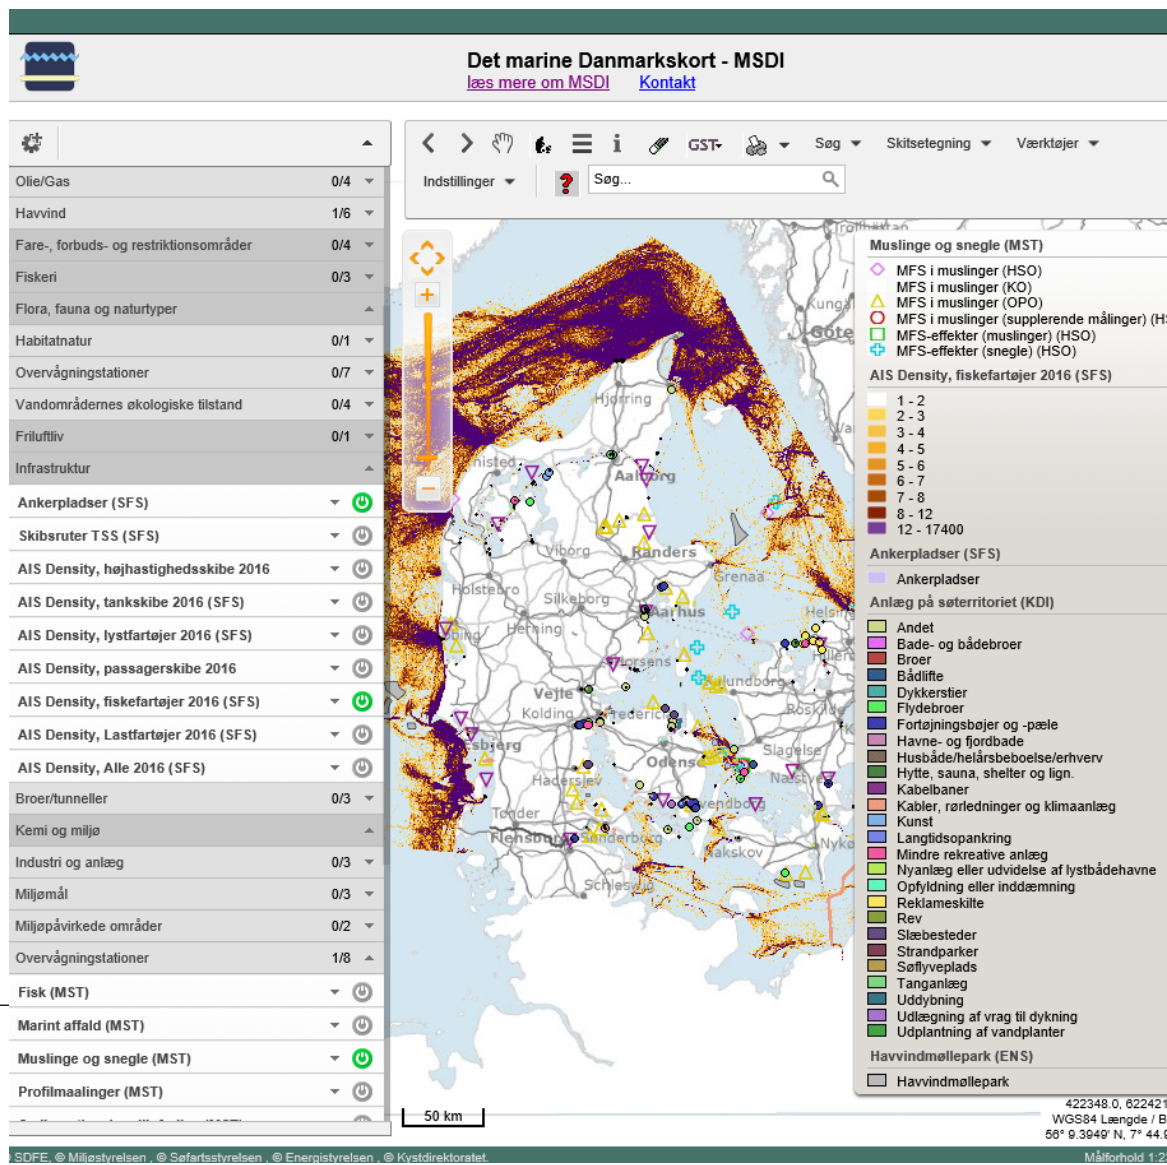 Det marine Danmarkskort - MSDI
læs mere om MSDI Kontakt
Olie/Gas 0/4
Havvind 1/6
Fare-, forbuds- og restriktionsområder 0/4
Fiskeri 0/3
Flora, fauna og naturtyper
Habitatnatur 0/1
Overvågningstationer 0/7
Vandområdernes økologiske tilstand 0/4
Friluftliv 0/1
Infrastruktur
Ankerpladser (SFS)
Skibsruter TSS (SFS)
AIS Density, højhastighedsskibe 2016
AIS Density, tankskibe 2016 (SFS)
AIS Density, lystfartøjer 2016 (SFS)
AIS Density, passagerskibe 2016
AIS Density, fiskefartøjer 2016 (SFS)
AIS Density, Lastfartøjer 2016 (SFS)
AIS Density, Alle 2016 (SFS)
Broer/tunneller 0/3
Kemi og miljø
Industri og anlæg 0/3
Miljømål 0/3
Miljøpåvirkede områder 0/2
Overvågningstationer 1/8
Fisk (MST)
Marint affald (MST)
Muslinge og snegle (MST)
Profilmaalinger (MST)
GST Søg Skitsetegning Værktøjer
Indstillinger Søg...
Hjørring
Aalborg
Viborg
Randers
Holstebro
Grenaa
Silkeborg
Aarhus
Herning
Horsens
Vejle
Kolding Fredericia
Roskilde
Esbjerg
Slagelse
Odense
Haderslev
Næstve
Tønder
Svendborg
Flensburg Sønderborg
Nakskov
Nykø
Schleswig
Muslinge og snegle (MST)
MFS i muslinger (HSO)
MFS i muslinger (KO)
MFS i muslinger (OPO)
MFS i muslinger (supplerende målinger) (HS
MFS-effekter (muslinger) (HSO)
MFS-effekter (snegle) (HSO)
AIS Density, fiskefartøjer 2016 (SFS)
1 - 2
2 - 3
3 - 4
4 - 5
5 - 6
6 - 7
7 - 8
8 - 12
12 - 17400
Ankerpladser (SFS)
Ankerpladser
Anlæg på søterritoriet (KDI)
Andet
Bade- og bådebroer
Broer
Bådlifte
Dykkerstier
Flydebroer
Fortøjningsbøjer og -pæle
Havne- og fjordbade
Husbåde/helårsbeboelse/erhverv
Hytte, sauna, shelter og lign.
Kabelbaner
Kabler, rørledninger og klimaanlæg
Kunst
Langtidsopankring
Mindre rekreative anlæg
Nyanlæg eller udvidelse af lystbådehavne
Opfyldning eller inddæmning
Reklameskilte
Rev
Slæbesteder
Strandparker
Søflyveplads
Tanganlæg
Uddybning
Udlægning af vrag til dykning
Udplantning af vandplanter
Havvindmøllepark (ENS)
Havvindmøllepark
50 km
422348.0, 622421
WGS84 Længde / B
56° 9.3949' N, 7° 44.9
SDFE, © Miljøstyrelsen , © Søfartsstyrelsen , © Energistyrelsen , © Kystdirektoratet.
Målforhold 1:23